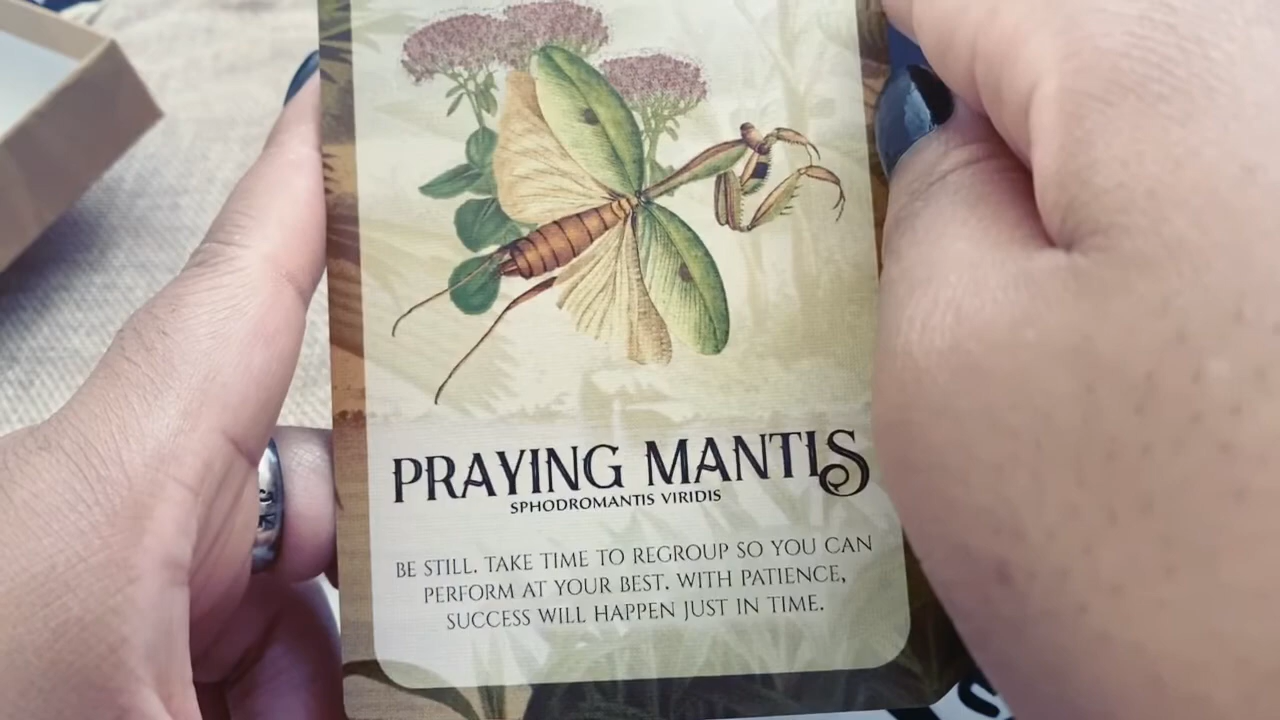 PRAYING MANTIS
SPHODROMANTIS VIRIDIS
BE STILL. TAKE TIME TO REGROUP SO YOU CAN
PERFORM AT YOUR BEST. WITH PATIENCE,
SUCCESS WILL HAPPEN JUST IN TIME.